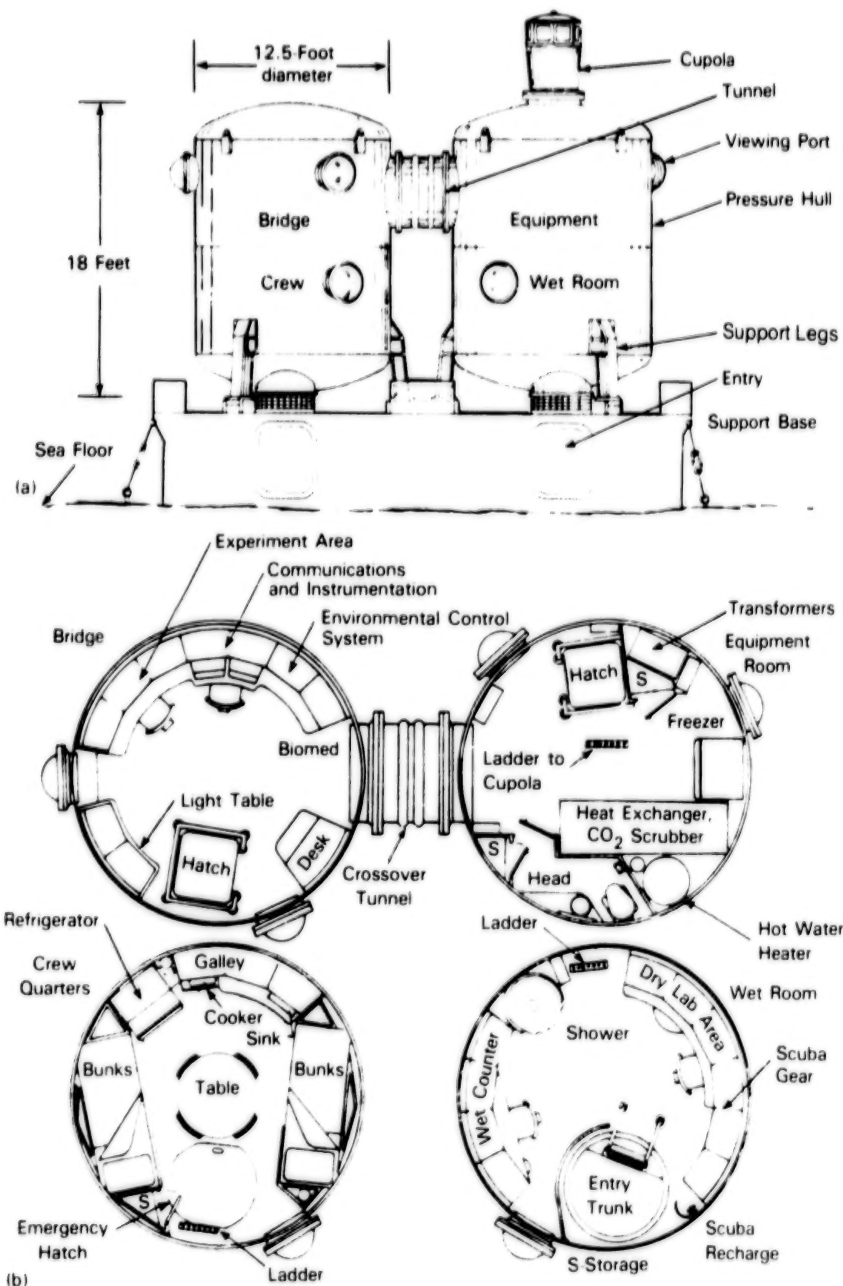 12.5-Foot
diameter
Cupola
Tunnel
Viewing Port
Pressure Hull
Bridge
Equipment
18 Feet
Crew
Wet Room
Support Legs
Entry
Support Base
Sea Floor
(a)
Experiment Area
Communications
and Instrumentation
Environmental Control
System
Bridge
Transformers
Equipment
Room
Hatch
S
Freezer
Biomed
Ladder to
Cupola
Light Table
Heat Exchanger,
CO2 Scrubber
Hatch
Desk
S
Head
Crossover
Tunnel
Refrigerator
Ladder
Hot Water
Heater
Crew
Quarters
Galley
Dry Lab Area
Wet Room
Cooker
Sink
Shower
Scuba
Gear
Bunks
Bunks
Table
Wet Counter
Entry
Trunk
S
Emergency
Hatch
Scuba
Recharge
S-Storage
Ladder
(b)